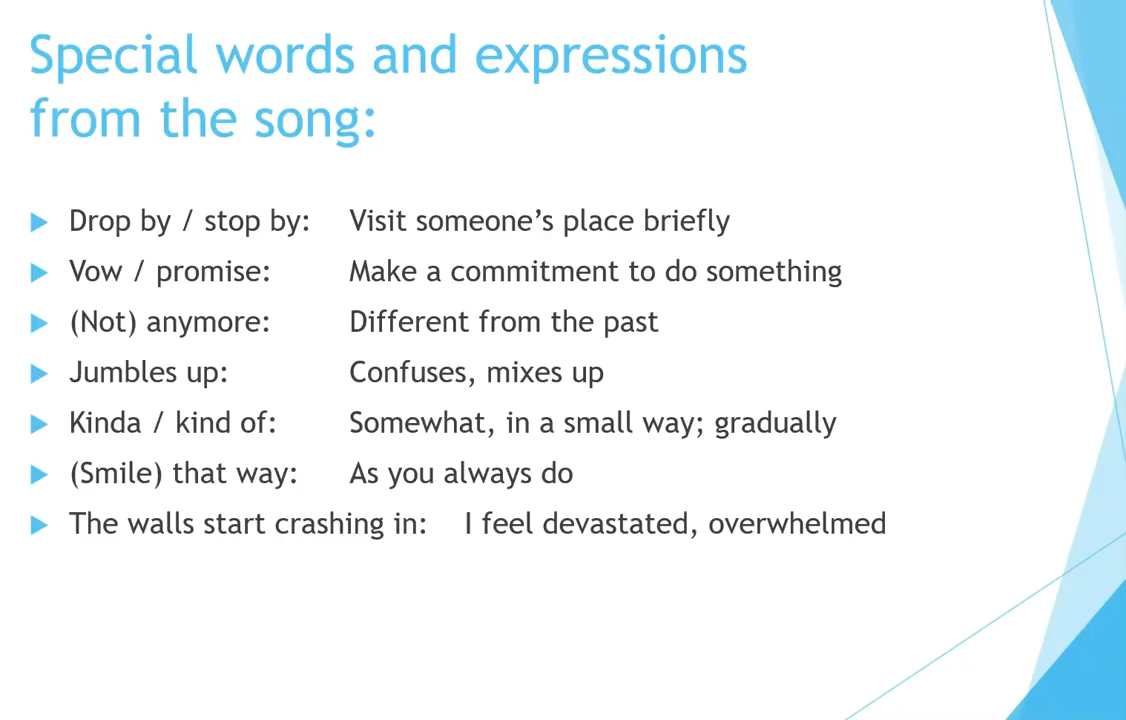 Special words and expressions
from the song:
Drop by / stop by: Visit someone’s place briefly
Vow / promise: Make a commitment to do something
(Not) anymore: Different from the past
Jumbles up: Confuses, mixes up
Kinda / kind of: Somewhat, in a small way; gradually
(Smile) that way: As you always do
The walls start crashing in: I feel devastated, overwhelmed